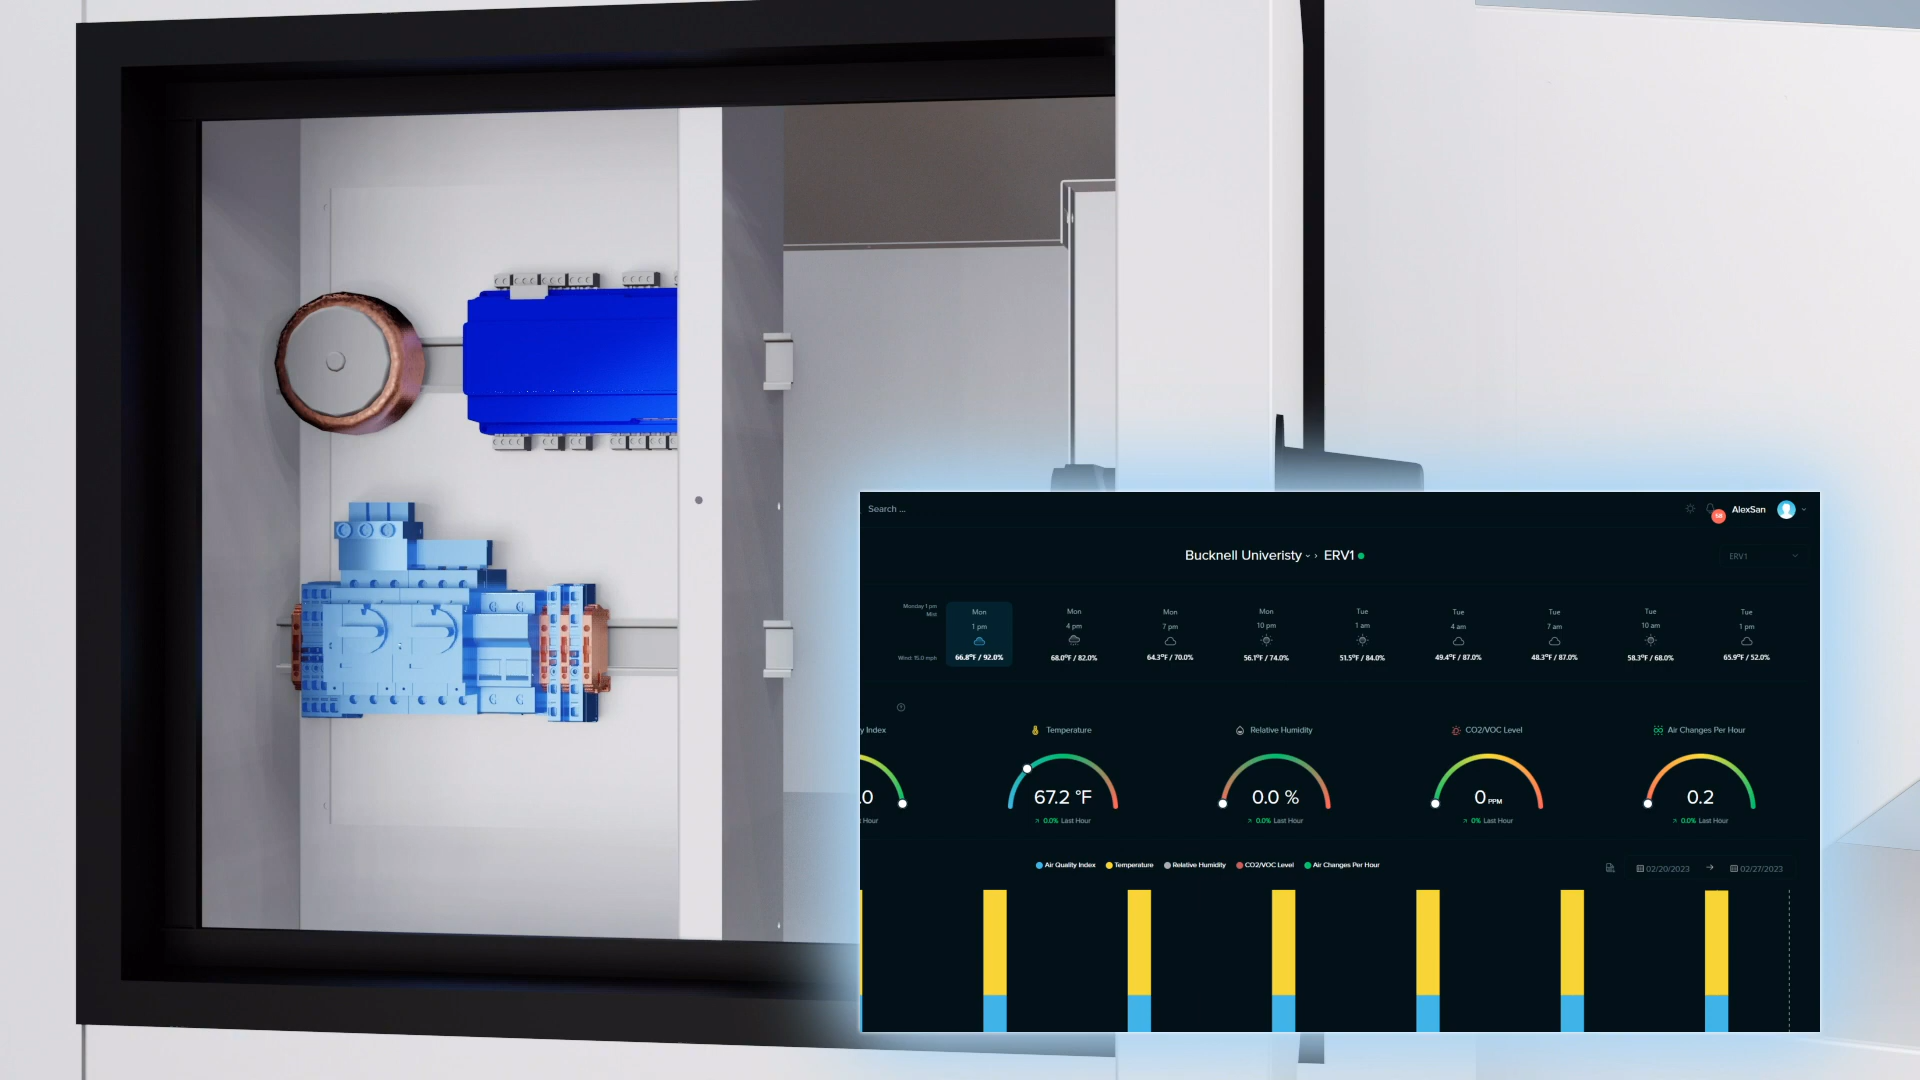 Search ...
58
AlexSan
Bucknell Univeristy › ERV1
ERV1
Monday 1 pm
Mist
Wind: 15.0 mph
Mon
1 pm
66.8°F / 92.0%
Mon
4 pm
68.0°F / 82.0%
Mon
7 pm
64.3°F / 70.0%
Mon
10 pm
56.1°F / 74.0%
Tue
1 am
51.5°F / 84.0%
Tue
4 am
49.4°F / 87.0%
Tue
7 am
48.3°F / 87.0%
Tue
10 am
58.3°F / 68.0%
Tue
1 pm
65.9°F / 52.0%
y Index
.0
Hour
Temperature
67.2 °F
0.0% Last Hour
Relative Humidity
0.0 %
0.0% Last Hour
CO2/VOC Level
0 PPM
0% Last Hour
Air Changes Per Hour
0.2
0.0% Last Hour
Air Quality Index Temperature Relative Humidity CO2/VOC Level Air Changes Per Hour
02/20/2023 → 02/27/2023